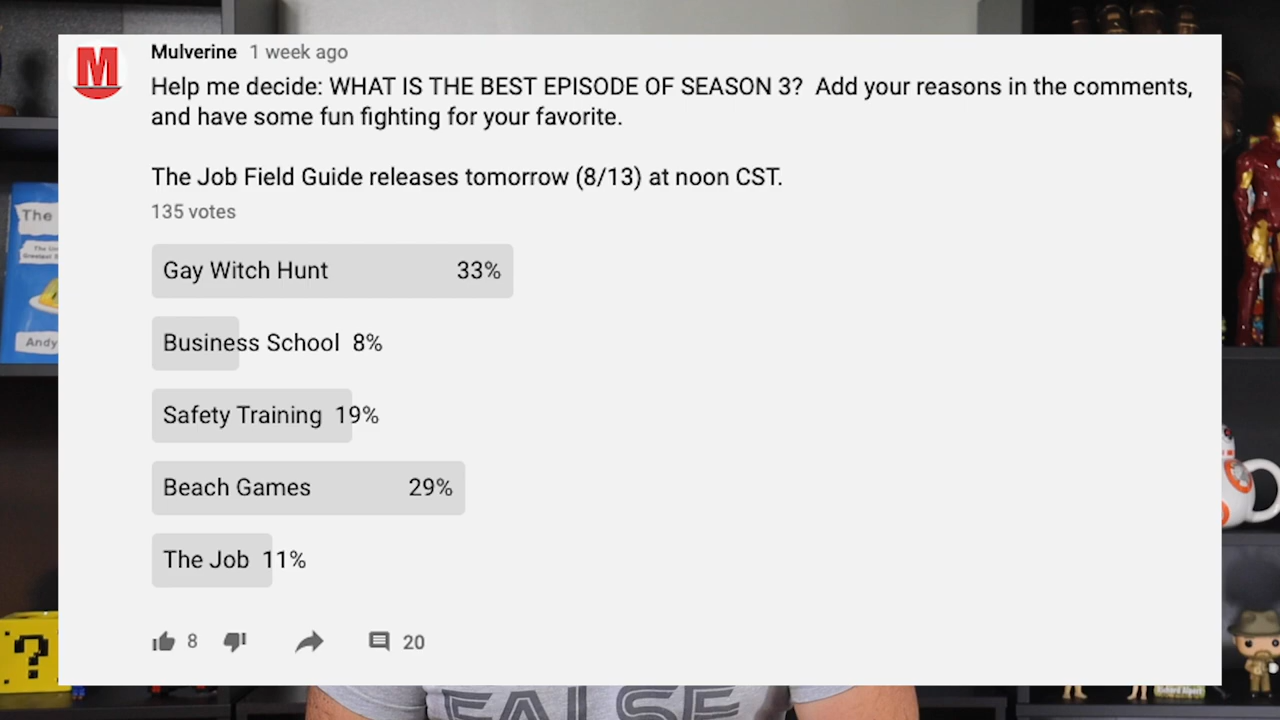 M
Mulverine 1 week ago
Help me decide: WHAT IS THE BEST EPISODE OF SEASON 3? Add your reasons in the comments,
and have some fun fighting for your favorite.
The Job Field Guide releases tomorrow (8/13) at noon CST.
135 votes
Gay Witch Hunt 33%
Business School 8%
Safety Training 19%
Beach Games 29%
The Job 11%
8 20
The
Andy
?
FALSE
Richard Alpert